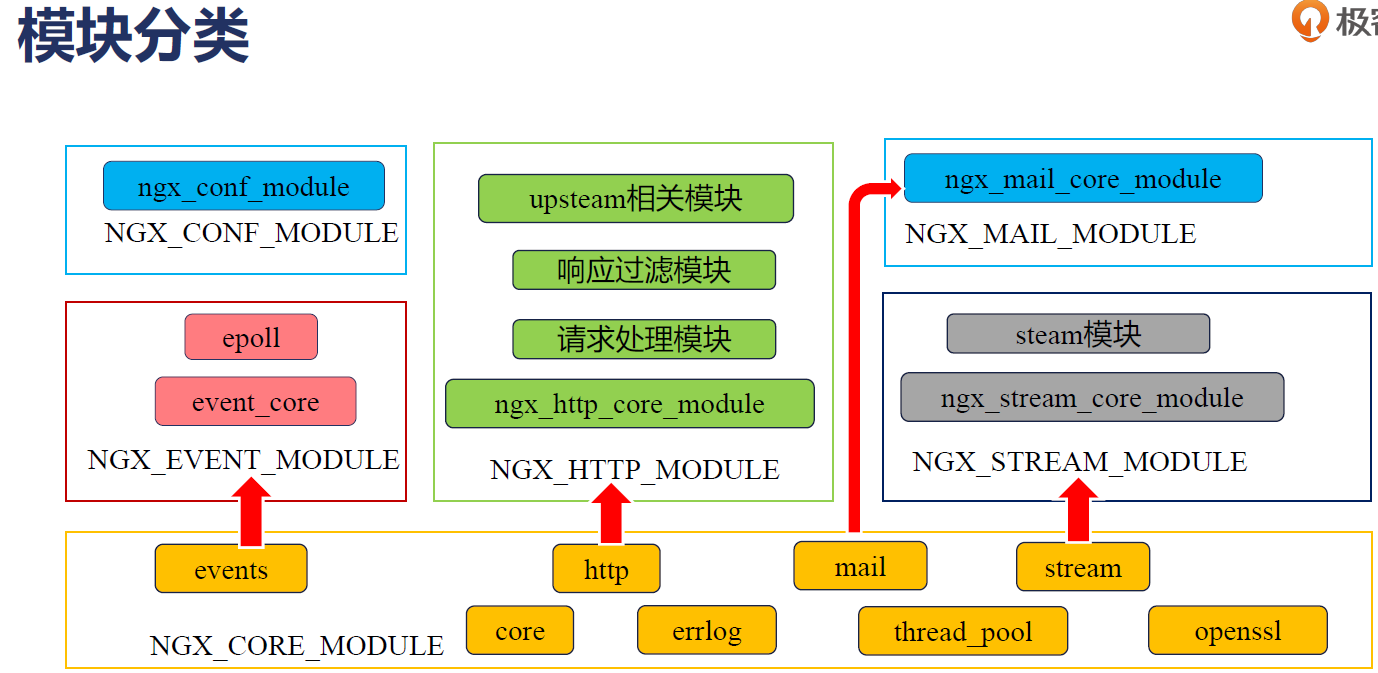 模块分类
极客
ngx_conf_module
NGX_CONF_MODULE
epoll
event_core
NGX_EVENT_MODULE
upsteam相关模块
响应过滤模块
请求处理模块
ngx_http_core_module
NGX_HTTP_MODULE
ngx_mail_core_module
NGX_MAIL_MODULE
steam模块
ngx_stream_core_module
NGX_STREAM_MODULE
events
http
mail
stream
core
errlog
thread_pool
openssl
NGX_CORE_MODULE